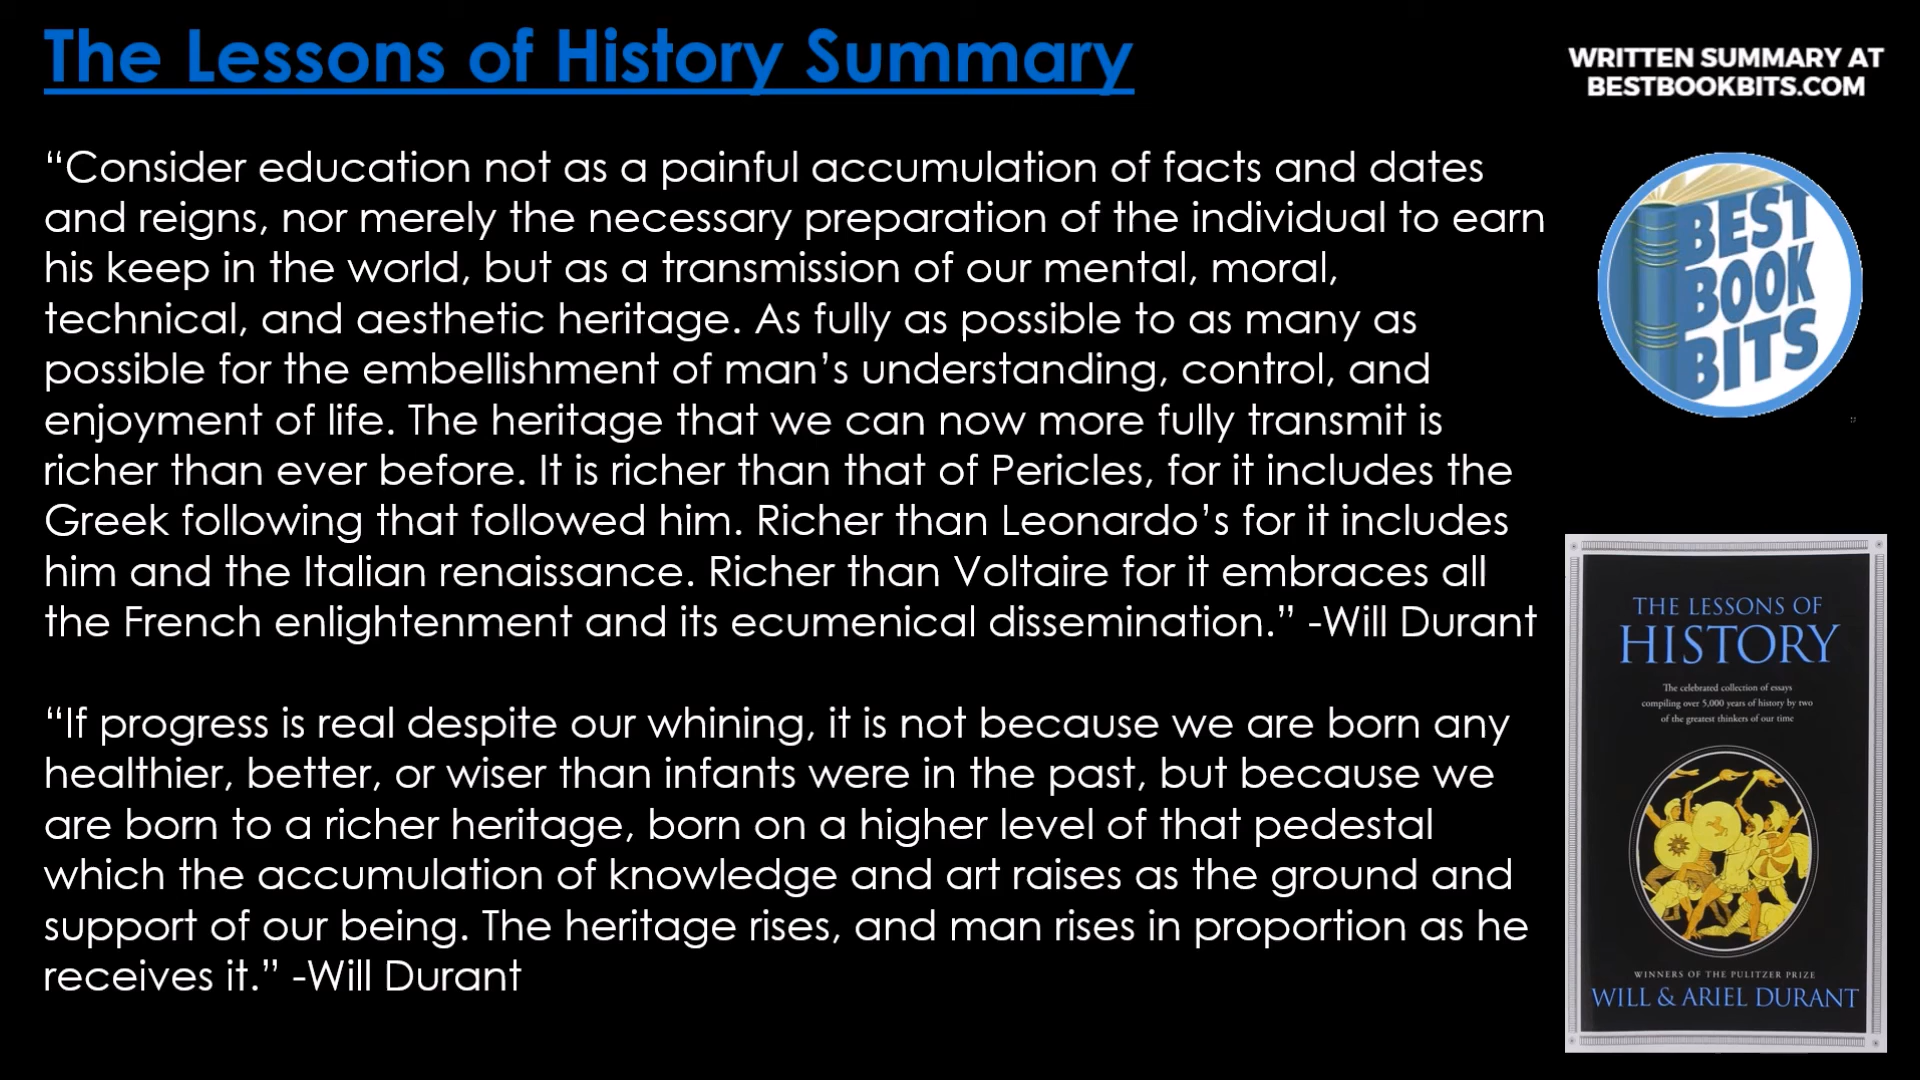 The Lessons of History Summary
WRITTEN SUMMARY AT
BESTBOOKBITS.COM
“Consider education not as a painful accumulation of facts and dates
and reigns, nor merely the necessary preparation of the individual to earn
his keep in the world, but as a transmission of our mental, moral,
technical, and aesthetic heritage. As fully as possible to as many as
possible for the embellishment of man’s understanding, control, and
enjoyment of life. The heritage that we can now more fully transmit is
richer than ever before. It is richer than that of Pericles, for it includes the
Greek following that followed him. Richer than Leonardo’s for it includes
him and the Italian renaissance. Richer than Voltaire for it embraces all
the French enlightenment and its ecumenical dissemination.” -Will Durant
“If progress is real despite our whining, it is not because we are born any
healthier, better, or wiser than infants were in the past, but because we
are born to a richer heritage, born on a higher level of that pedestal
which the accumulation of knowledge and art raises as the ground and
support of our being. The heritage rises, and man rises in proportion as he
receives it.” -Will Durant
BEST
BOOK
BITS
THE LESSONS OF
HISTORY
The celebrated collection of essays
compiling over 5,000 years of history by two
of the greatest thinkers of our time
WINNERS OF THE PULITZER PRIZE
WILL & ARIEL DURANT